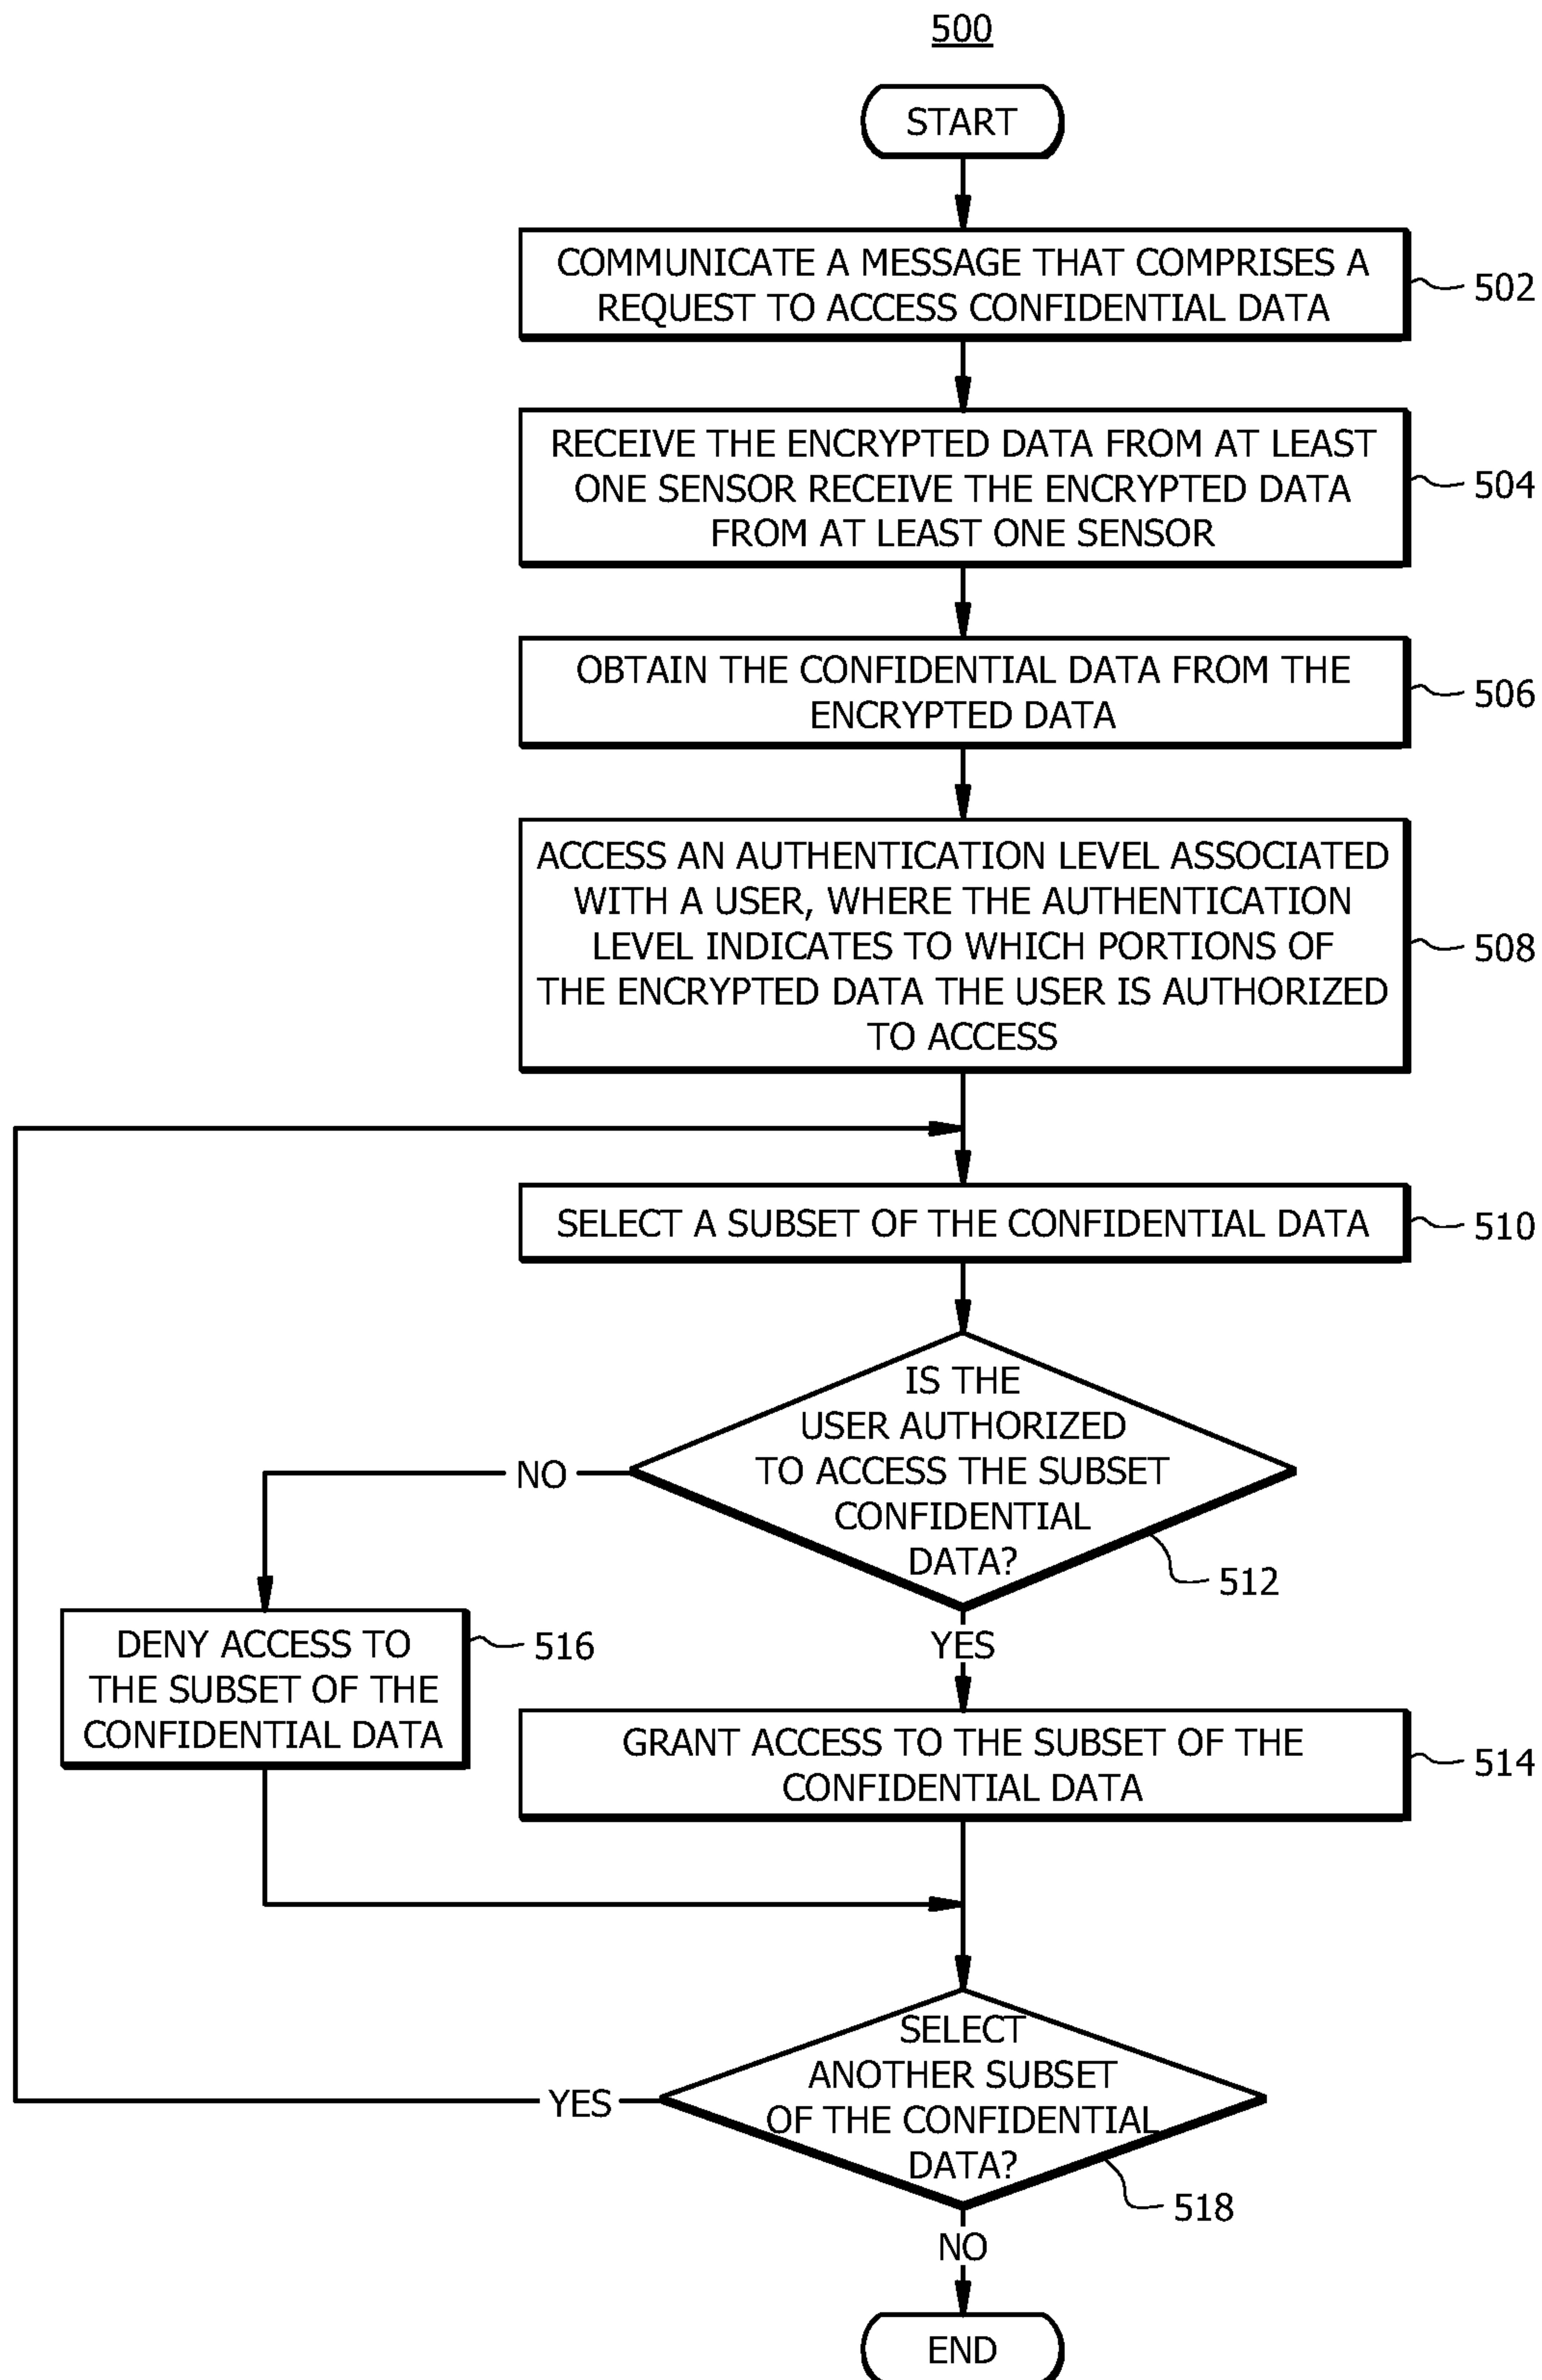 500
START
COMMUNICATE A MESSAGE THAT COMPRISES A
REQUEST TO ACCESS CONFIDENTIAL DATA
502
RECEIVE THE ENCRYPTED DATA FROM AT LEAST
ONE SENSOR RECEIVE THE ENCRYPTED DATA
FROM AT LEAST ONE SENSOR
504
OBTAIN THE CONFIDENTIAL DATA FROM THE
ENCRYPTED DATA
506
ACCESS AN AUTHENTICATION LEVEL ASSOCIATED
WITH A USER, WHERE THE AUTHENTICATION
LEVEL INDICATES TO WHICH PORTIONS OF
THE ENCRYPTED DATA THE USER IS AUTHORIZED
TO ACCESS
508
SELECT A SUBSET OF THE CONFIDENTIAL DATA
510
IS THE
USER AUTHORIZED
TO ACCESS THE SUBSET
CONFIDENTIAL
DATA?
512
NO
YES
DENY ACCESS TO
THE SUBSET OF THE
CONFIDENTIAL DATA
516
GRANT ACCESS TO THE SUBSET OF THE
CONFIDENTIAL DATA
514
SELECT
ANOTHER SUBSET
OF THE CONFIDENTIAL
DATA?
518
YES
NO
END